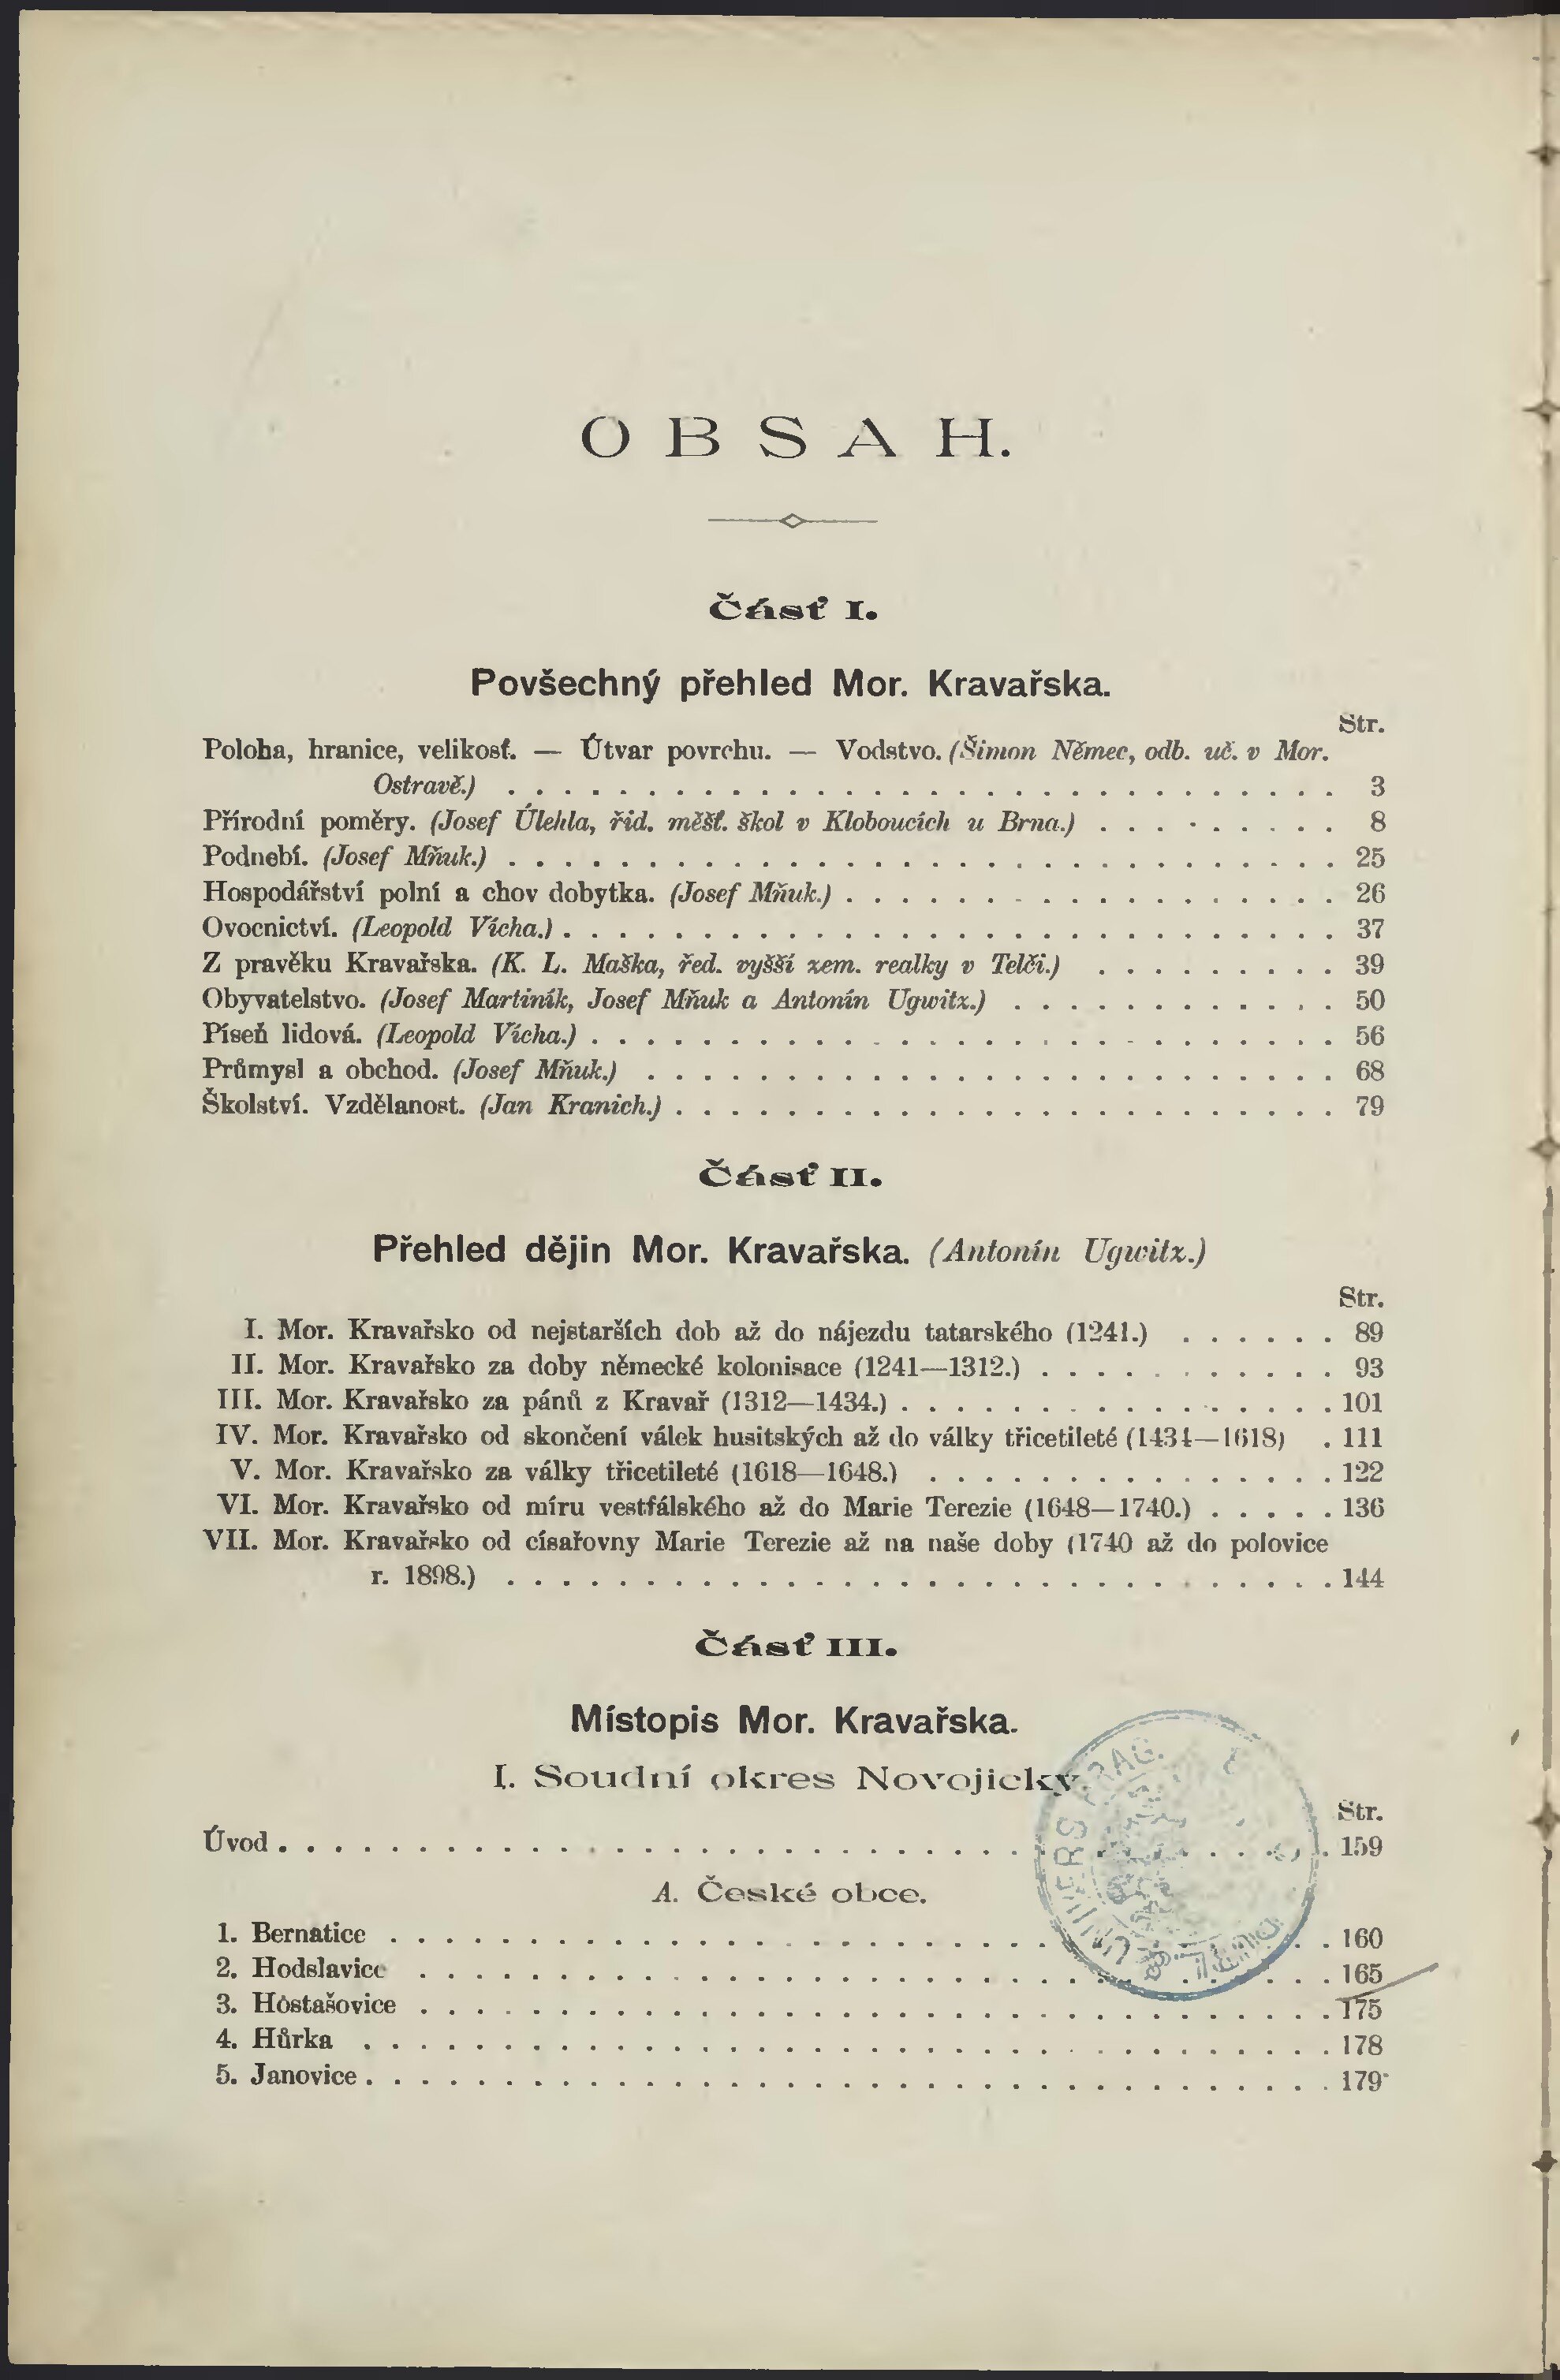 OBSAH.
Část I.
Povšechný přehled Mor. Kravařska.
Str.
Poloha, hranice, velikost. — Útvar povrchu. — Vodstvo. (Šimon Němec, odb. uč. v Mor.
Ostravě.) . . . . . . . . . . . . . . . . . . . . . . . . . . . . . . 3
Přírodní poměry. (Josef Úlehla, řid. měšť. škol v Kloboucích u Brna.) . . . . . . . . . 8
Podnebí. (Josef Mňuk.) . . . . . . . . . . . . . . . . . . . . . . . . . . . . . . 25
Hospodářství polní a chov dobytka. (Josef Mňuk.) . . . . . . . . . . . . . . . . . . 26
Ovocnictví. (Leopold Vícha.) . . . . . . . . . . . . . . . . . . . . . . . . . . . . 37
Z pravěku Kravařska. (K. L. Maška, řed. vyšší zem. realky v Telči.) . . . . . . . . . 39
Obyvatelstvo. (Josef Martiník, Josef Mňuk a Antonín Ugwitz.) . . . . . . . . . . . . 50
Píseň lidová. (Leopold Vícha.) . . . . . . . . . . . . . . . . . . . . . . . . . . . 56
Průmysl a obchod. (Josef Mňuk.) . . . . . . . . . . . . . . . . . . . . . . . . . 68
Školství. Vzdělanost. (Jan Kranich.) . . . . . . . . . . . . . . . . . . . . . . . . 79
Část II.
Přehled dějin Mor. Kravařska. (Antonín Ugwitz.)
Str.
I. Mor. Kravařsko od nejstarších dob až do nájezdu tatarského (1241.) . . . . . . 89
II. Mor. Kravařsko za doby německé kolonisace (1241—1312.) . . . . . . . . . . . 93
III. Mor. Kravařsko za pánů z Kravař (1312—1434.) . . . . . . . . . . . . . . . . 101
IV. Mor. Kravařsko od skončení válek husitských až do války třicetileté (1434—1618) . 111
V. Mor. Kravařsko za války třicetileté (1618—1648.) . . . . . . . . . . . . . . . 122
VI. Mor. Kravařsko od míru vestfálského až do Marie Terezie (1648—1740.) . . . . . 136
VII. Mor. Kravařsko od císařovny Marie Terezie až na naše doby (1740 až do polovice
r. 1898.) . . . . . . . . . . . . . . . . . . . . . . . . . . . . . . 144
Část III.
Místopis Mor. Kravařska.
I. Soudní okres Novojický.
Str.
Úvod . . . . . . . . . . . . . . . . . . . . . . . . . . . . . . . . . . . . . . 159
A. České obce.
1. Bernatice . . . . . . . . . . . . . . . . . . . . . . . . . . . . . . . . . . 160
2. Hodslavice . . . . . . . . . . . . . . . . . . . . . . . . . . . . . . . . . 165
3. Hostašovice . . . . . . . . . . . . . . . . . . . . . . . . . . . . . . . . . 175
4. Hůrka . . . . . . . . . . . . . . . . . . . . . . . . . . . . . . . . . . . 178
5. Janovice . . . . . . . . . . . . . . . . . . . . . . . . . . . . . . . . . . . 179